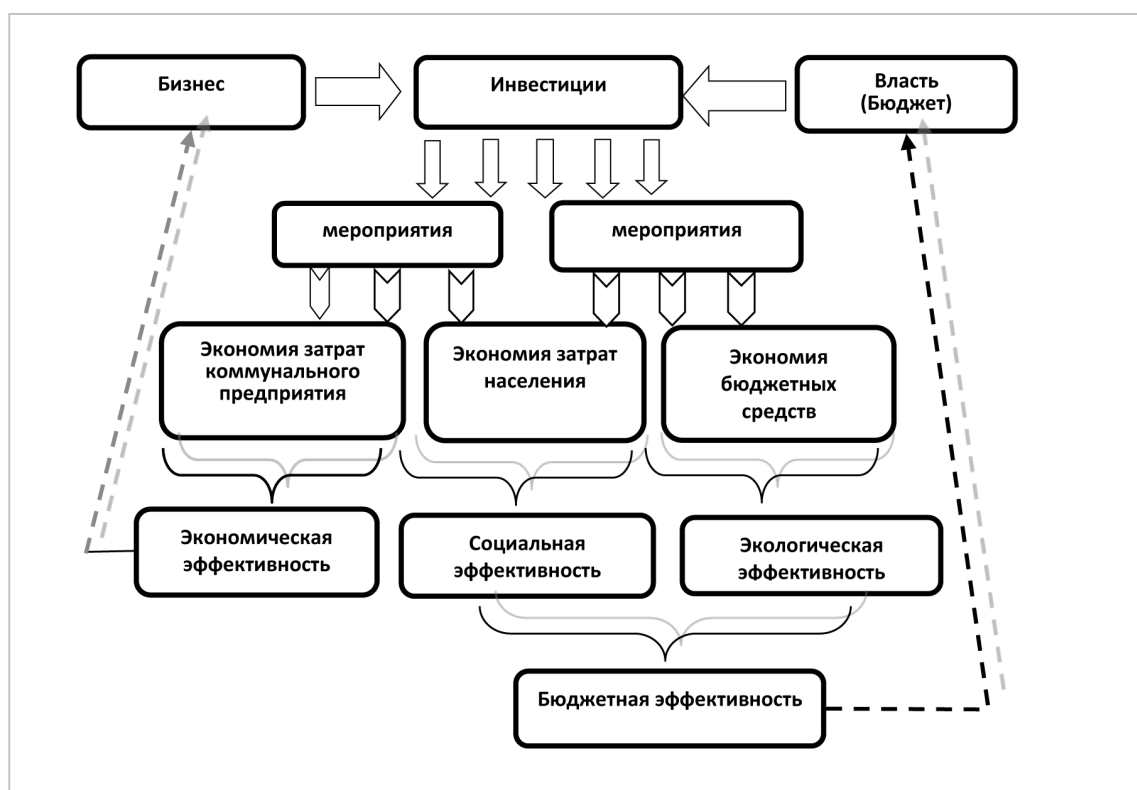 Бизнес
Инвестиции
Власть
(Бюджет)
мероприятия
мероприятия
Экономия затрат
коммунального
предприятия
Экономия затрат
населения
Экономия
бюджетных
средств
Экономическая
эффективность
Социальная
эффективность
Экологическая
эффективность
Бюджетная эффективность